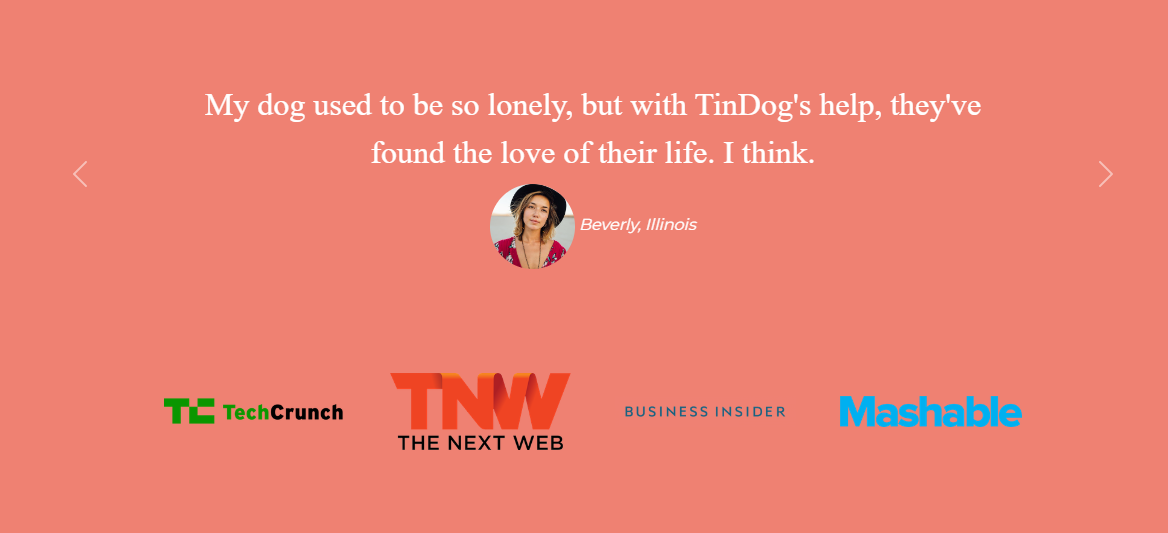 My dog used to be so lonely, but with TinDog's help, they've
found the love of their life. I think.
Beverly, Illinois
TC TechCrunch
TNW
THE NEXT WEB
BUSINESS INSIDER
Mashable